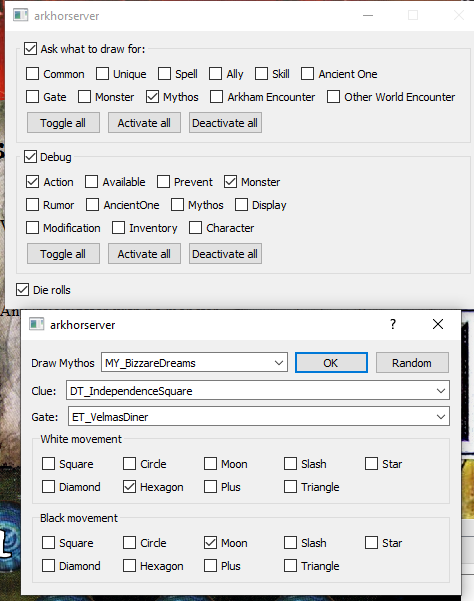 arkhorserver
Ask what to draw for:
Common Unique Spell Ally Skill Ancient One
Gate Monster Mythos Arkham Encounter Other World Encounter
Toggle all Activate all Deactivate all
Debug
Action Available Prevent Monster
Rumor AncientOne Mythos Display
Modification Inventory Character
Toggle all Activate all Deactivate all
Die rolls
arkhorserver ?
Draw Mythos MY_BizzareDreams OK Random
Clue: DT_IndependenceSquare
Gate: ET_VelmasDiner
White movement
Square Circle Moon Slash Star
Diamond Hexagon Plus Triangle
Black movement
Square Circle Moon Slash Star
Diamond Hexagon Plus Triangle